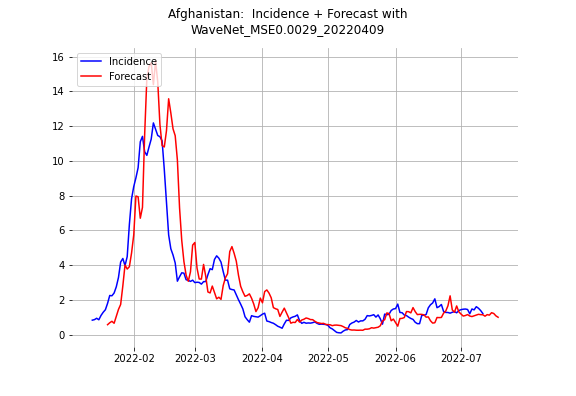 Afghanistan:  Incidence + Forecast with
WaveNet_MSE0.0029_20220409
Incidence
Forecast
16
14
12
10
8
6
4
2
0
2022-02 2022-03 2022-04 2022-05 2022-06 2022-07